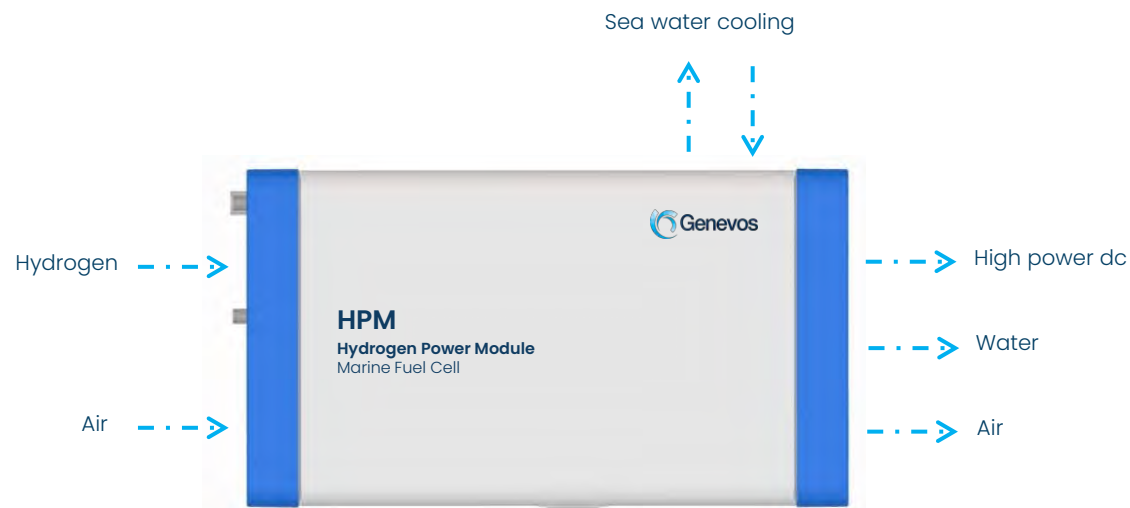 Sea water cooling
Genevos
Hydrogen
High power dc
HPM
Hydrogen Power Module
Marine Fuel Cell
Water
Air
Air